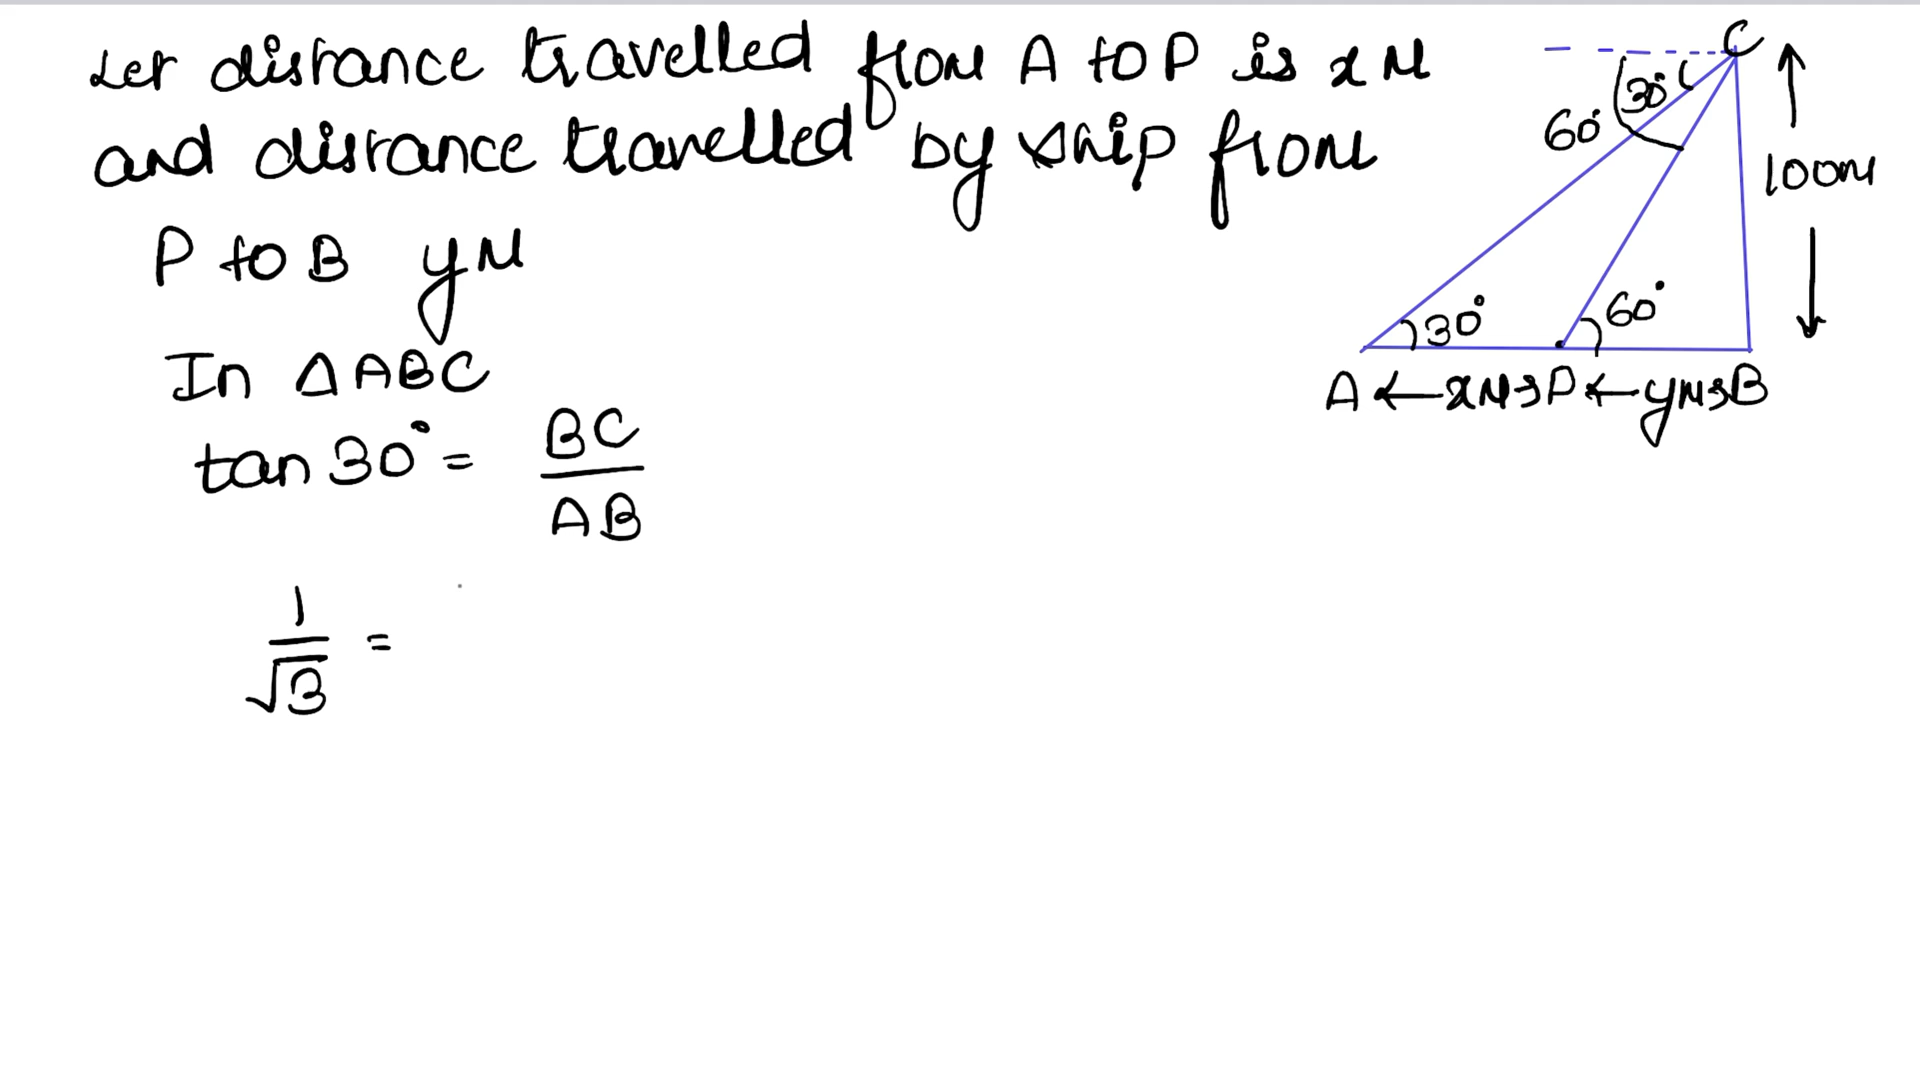 Let distance travelled from A to P is x m
and distance travelled by ship from
P to B y m
In △ABC
tan 30° = BC / AB
1 / √3 =
C
30°
60°
100m
30°
60°
A ← x m → P ← y m → B